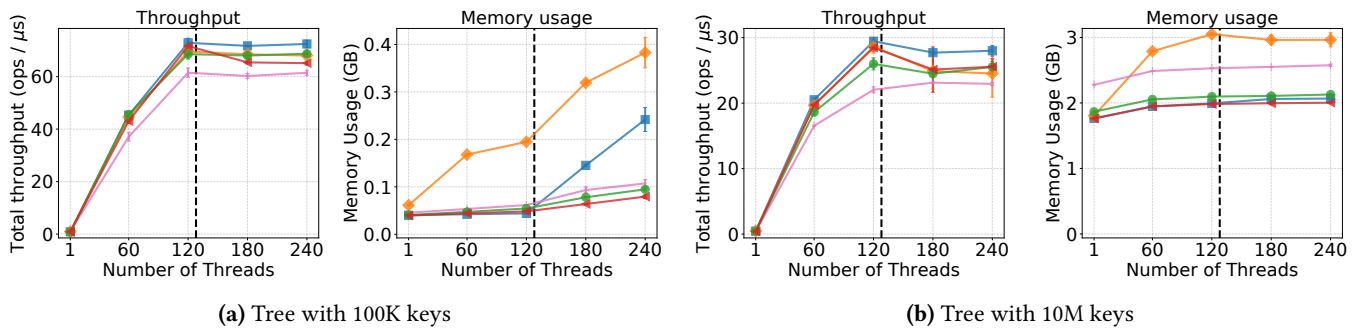 Throughput
Total throughput (ops / μs)
60
40
20
0
1 60 120 180 240
Number of Threads
Memory usage
Memory Usage (GB)
0.4
0.3
0.2
0.1
0.0
1 60 120 180 240
Number of Threads
Throughput
Total throughput (ops / μs)
30
20
10
0
1 60 120 180 240
Number of Threads
Memory usage
Memory Usage (GB)
3
2
1
0
1 60 120 180 240
Number of Threads
(a) Tree with 100K keys
(b) Tree with 10M keys